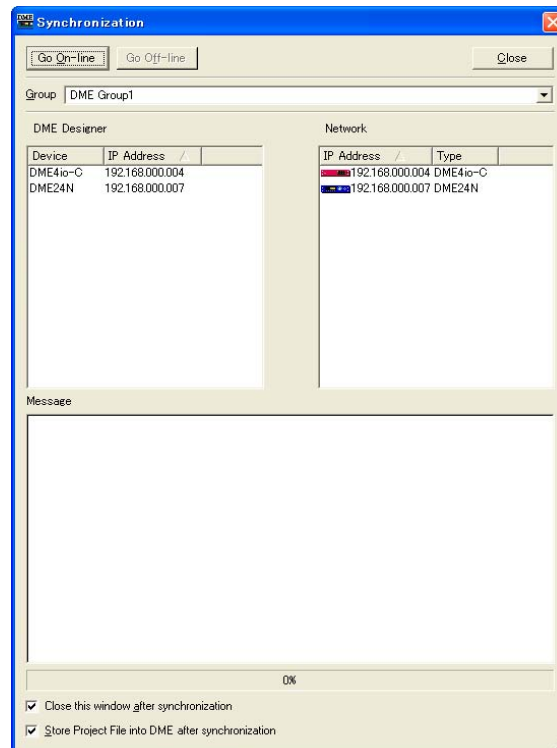 DME
Synchronization
Go On-line
Go Off-line
Close
Group
DME Group1
DME Designer
Network
Device
IP Address
DME4io-C
192.168.000.004
DME24N
192.168.000.007
IP Address
Type
192.168.000.004
DME4io-C
192.168.000.007
DME24N
Message
0%
Close this window after synchronization
Store Project File into DME after synchronization